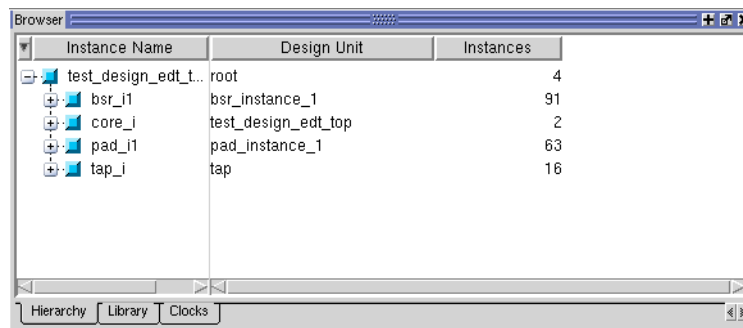 Browser
Instance Name Design Unit Instances
test_design_edt_t... root 4
bsr_i1 bsr_instance_1 91
core_i test_design_edt_top 2
pad_i1 pad_instance_1 63
tap_i tap 16
Hierarchy Library Clocks